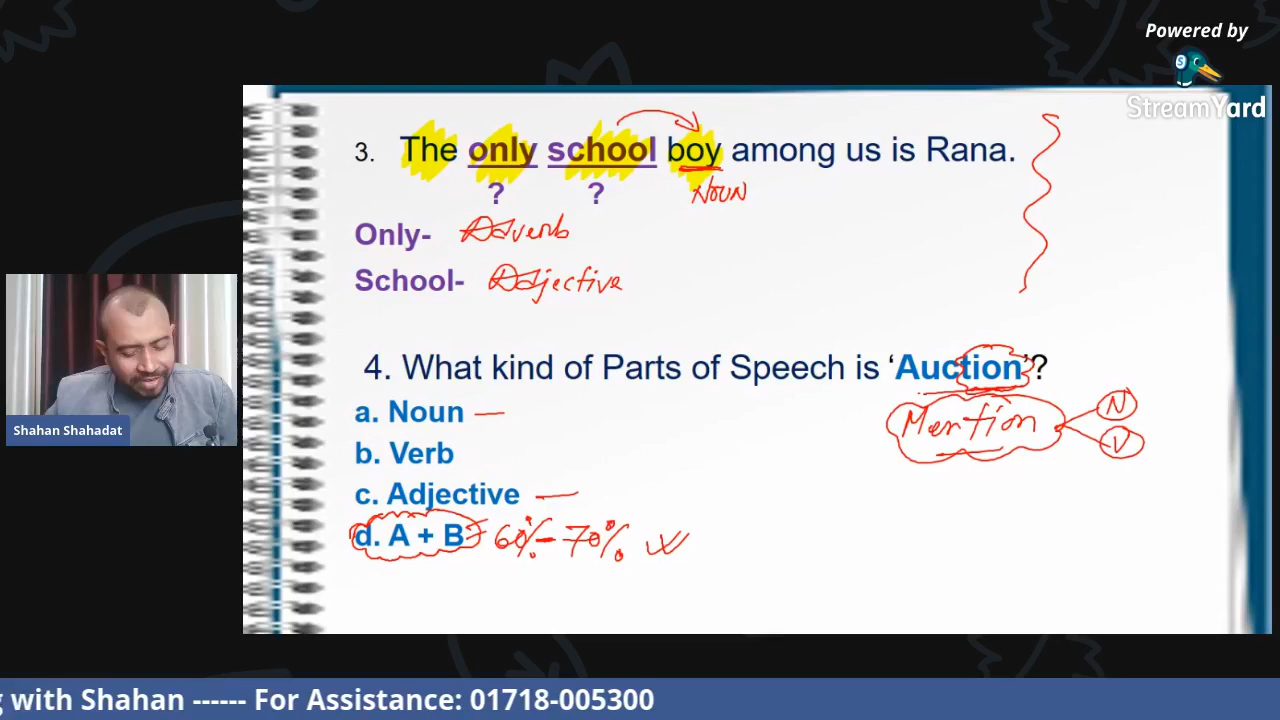 Powered by
StreamYard
3. The only school boy among us is Rana.
? ? NOUN
Only- Adverb
School- Adjective
4. What kind of Parts of Speech is ‘Auction’?
a. Noun —
Mention N
V
b. Verb
c. Adjective —
d. A + B = 60% - 70%
Shahan Shahadat
with Shahan ------ For Assistance: 01718-005300